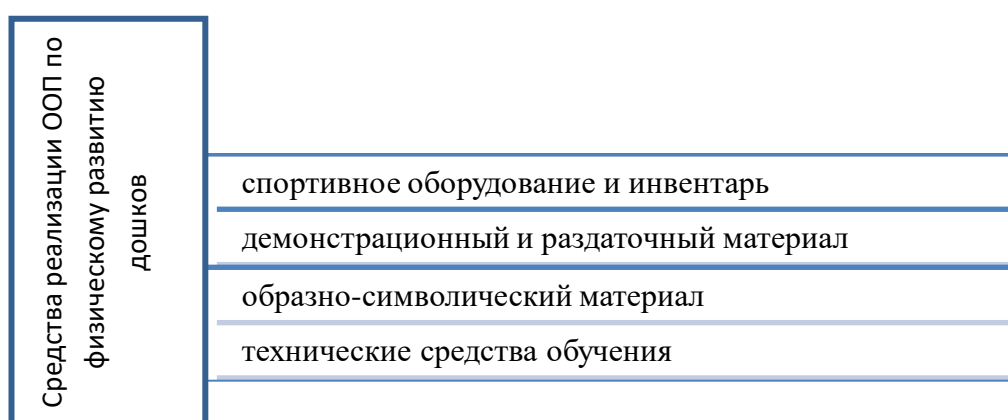 Средства реализации ООП по
физическому развитию
дошков
спортивное оборудование и инвентарь
демонстрационный и раздаточный материал
образно-символический материал
технические средства обучения